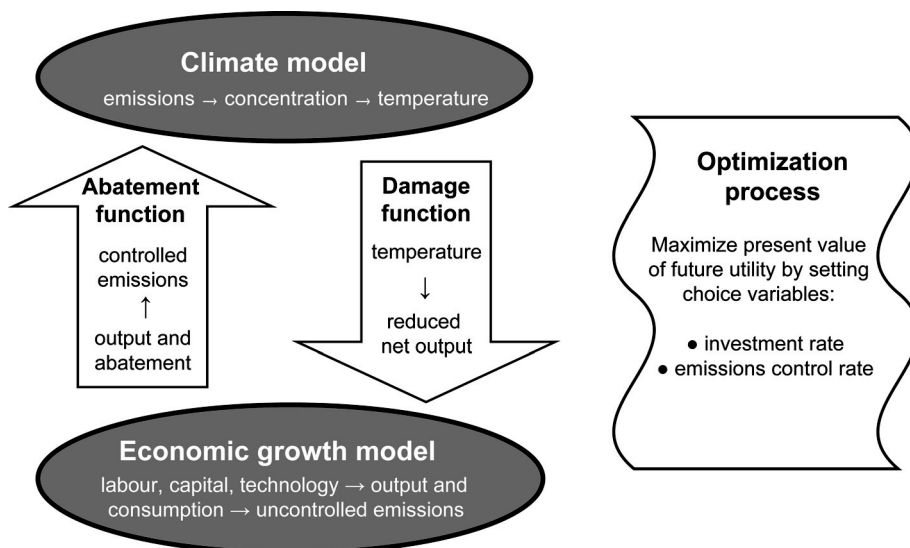 Climate model
emissions → concentration → temperature
Abatement
function
controlled
emissions
↑
output and
abatement
Damage
function
temperature
↓
reduced
net output
Economic growth model
labour, capital, technology → output and
consumption → uncontrolled emissions
Optimization
process
Maximize present value
of future utility by setting
choice variables:
● investment rate
● emissions control rate